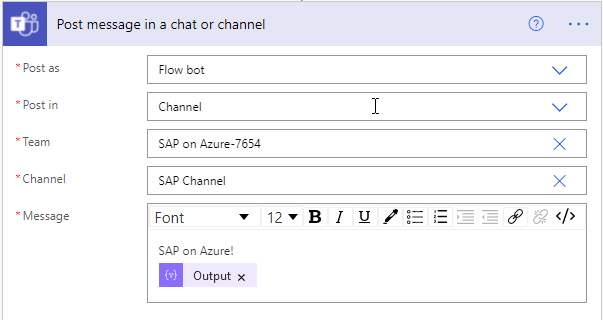 Post message in a chat or channel
* Post as
Flow bot
* Post in
Channel
* Team
SAP on Azure-7654
* Channel
SAP Channel
* Message
Font 12 B I U </>
SAP on Azure!
Output